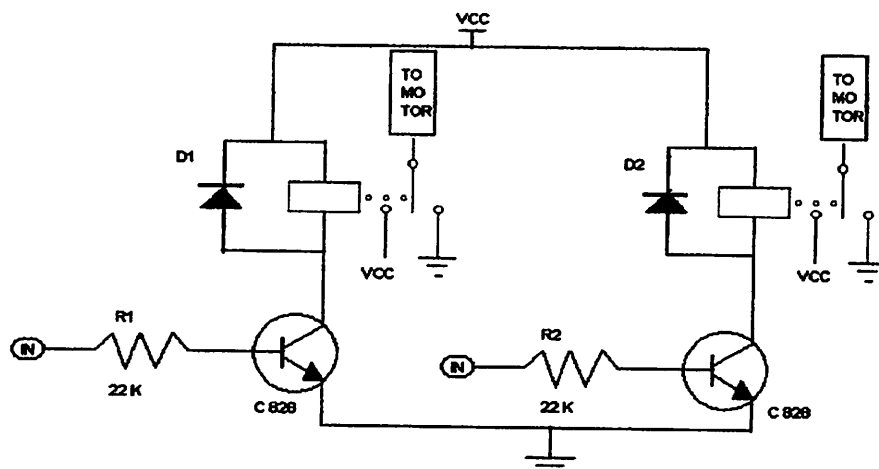 VCC
TO
MO
TOR
TO
MO
TOR
D1
D2
VCC
VCC
R1
IN
22 K
C 828
R2
IN
22 K
C 828